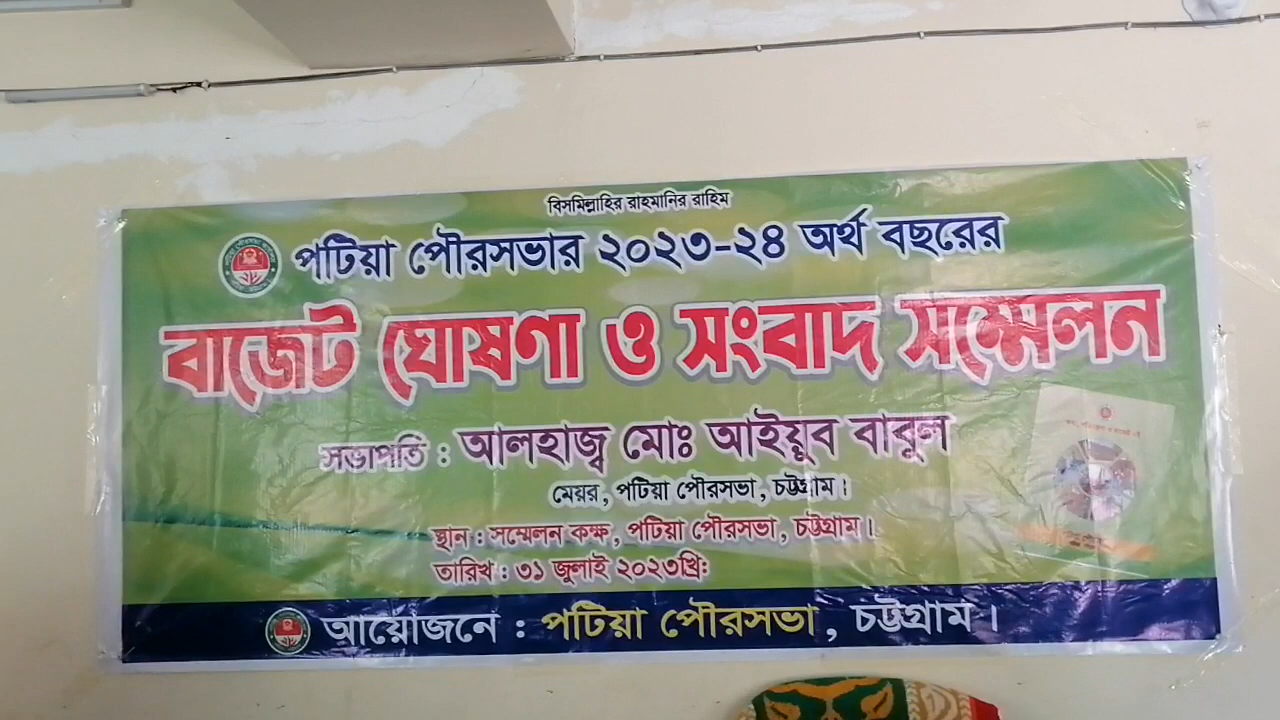 বিসমিল্লাহির রাহমানির রাহিম
পটিয়া পৌরসভার ২০২৩-২৪ অর্থ বছরের
বাজেট ঘোষণা ও সংবাদ সম্মেলন
সভাপতি : আলহাজ্ব মোঃ আইয়ুব বাবুল
মেয়র, পটিয়া পৌরসভা, চট্টগ্রাম।
স্থান : সম্মেলন কক্ষ, পটিয়া পৌরসভা, চট্টগ্রাম।
তারিখ : ৩১ জুলাই ২০২৩খ্রি:
আয়োজনে : পটিয়া পৌরসভা, চট্টগ্রাম।